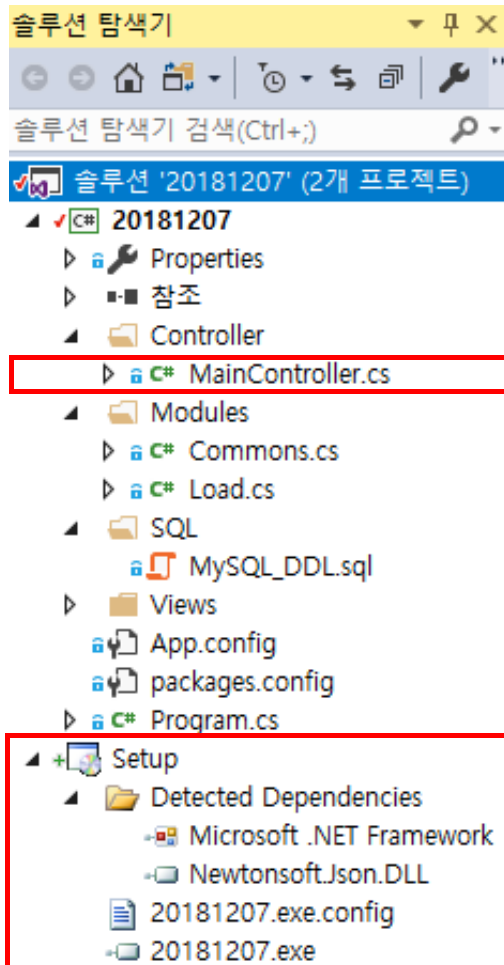 솔루션 탐색기
솔루션 탐색기 검색(Ctrl+;)
솔루션 '20181207' (2개 프로젝트)
C# 20181207
Properties
참조
Controller
C# MainController.cs
Modules
C# Commons.cs
C# Load.cs
SQL
MySQL_DDL.sql
Views
App.config
packages.config
C# Program.cs
Setup
Detected Dependencies
Microsoft .NET Framework
Newtonsoft.Json.DLL
20181207.exe.config
20181207.exe